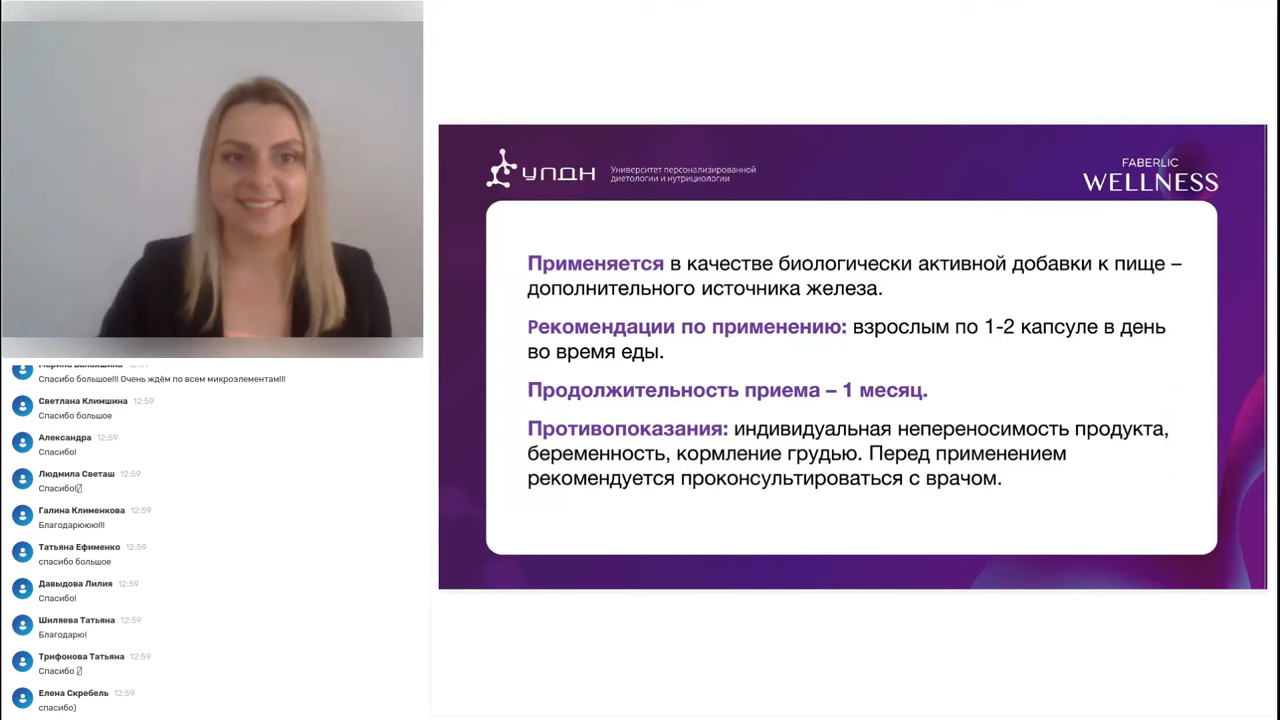 Марина Балакшина 12:59
Спасибо большое!!! Очень ждём по всем микроэлементам!!!
Светлана Климшина 12:59
Спасибо большое
Александра 12:59
Спасибо!
Людмила Светаш 12:59
Спасибо!
Галина Клименкова 12:59
Благодарююю!!!
Татьяна Ефименко 12:59
спасибо большое
Давыдова Лилия 12:59
Спасибо!
Шиляева Татьяна 12:59
Благодарю!
Трифонова Татьяна 12:59
Спасибо
Елена Скребель 12:59
спасибо)
УПДН
Университет персонализированной
диетологии и нутрициологии
FABERLIC
WELLNESS
Применяется в качестве биологически активной добавки к пище –
дополнительного источника железа.
Рекомендации по применению: взрослым по 1-2 капсуле в день
во время еды.
Продолжительность приема – 1 месяц.
Противопоказания: индивидуальная непереносимость продукта,
беременность, кормление грудью. Перед применением
рекомендуется проконсультироваться с врачом.